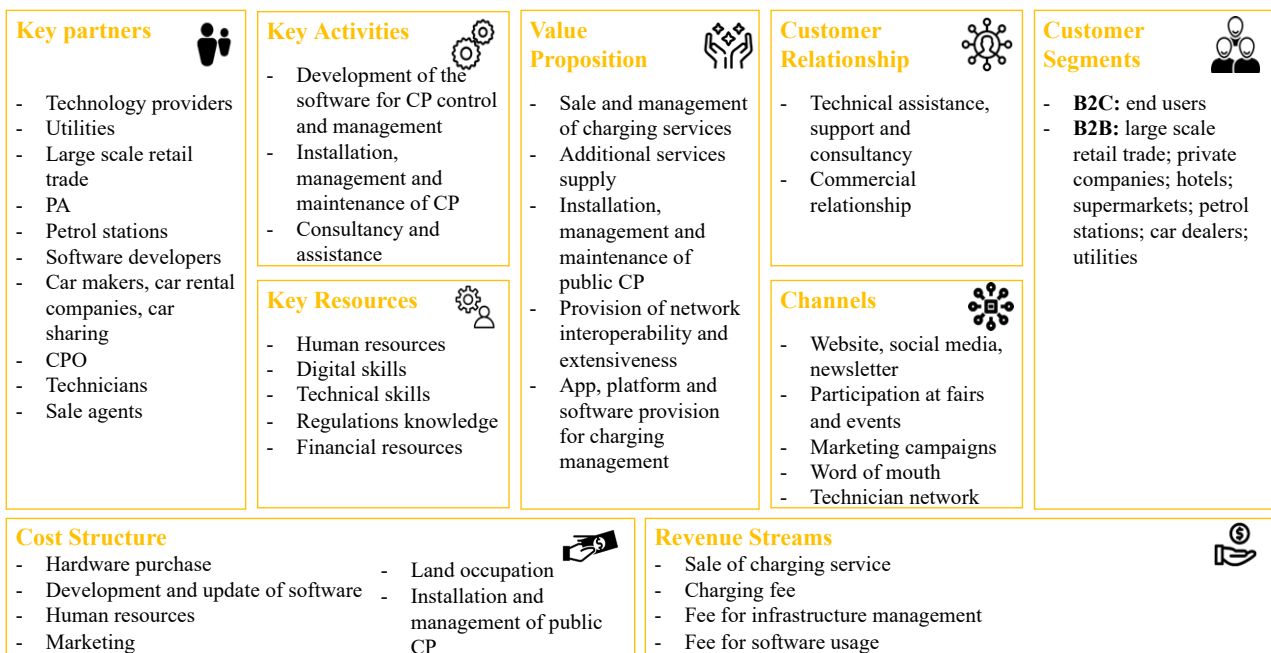 Key partners
- Technology providers
- Utilities
- Large scale retail
trade
- PA
- Petrol stations
- Software developers
- Car makers, car rental
companies, car
sharing
- CPO
- Technicians
- Sale agents
Key Activities
- Development of the
software for CP control
and management
- Installation,
management and
maintenance of CP
- Consultancy and
assistance
Key Resources
- Human resources
- Digital skills
- Technical skills
- Regulations knowledge
- Financial resources
Value
Proposition
- Sale and management
of charging services
- Additional services
supply
- Installation,
management and
maintenance of
public CP
- Provision of network
interoperability and
extensiveness
- App, platform and
software provision
for charging
management
Customer
Relationship
- Technical assistance,
support and
consultancy
- Commercial
relationship
Channels
- Website, social media,
newsletter
- Participation at fairs
and events
- Marketing campaigns
- Word of mouth
- Technician network
Customer
Segments
- B2C: end users
- B2B: large scale
retail trade; private
companies; hotels;
supermarkets; petrol
stations; car dealers;
utilities
Cost Structure
- Hardware purchase
- Development and update of software
- Human resources
- Marketing
- Land occupation
- Installation and
management of public
CP
Revenue Streams
- Sale of charging service
- Charging fee
- Fee for infrastructure management
- Fee for software usage